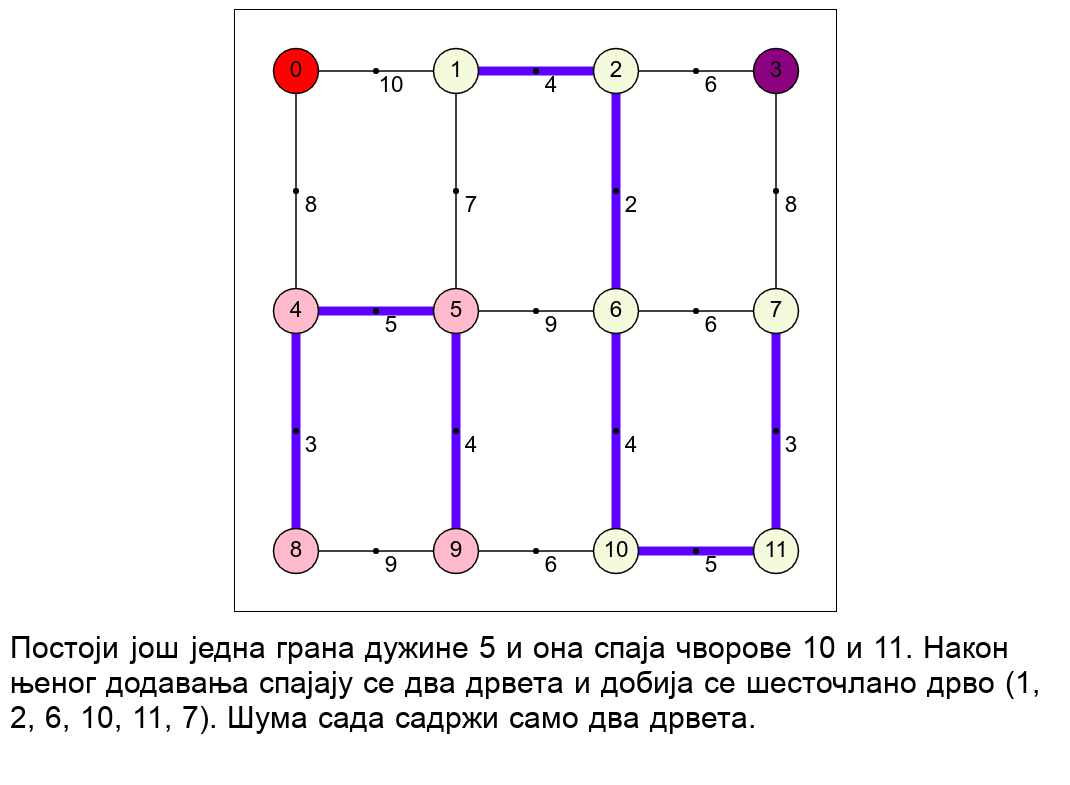 0 10 1 4 2 6 3
8 7 2 8
4 5 5 9 6 6 7
3 4 4 3
8 9 9 6 10 5 11
Постоји још једна грана дужине 5 и она спаја чворове 10 и 11. Након
њеног додавања спајају се два дрвета и добија се шесточлано дрво (1,
2, 6, 10, 11, 7). Шума сада садржи само два дрвета.